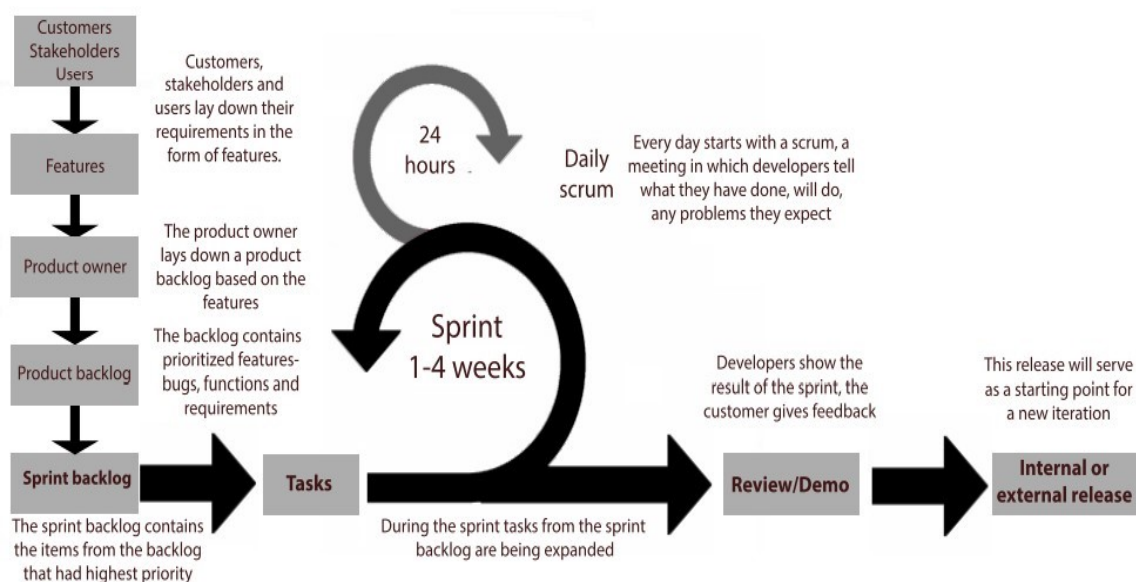 Customers
Stakeholders
Users
Customers,
stakeholders and
users lay down their
requirements in the
form of features.
Features
The product owner
lays down a product
backlog based on the
features
Product owner
The backlog contains
prioritized features-
bugs, functions and
requirements
Product backlog
Sprint backlog
The sprint backlog contains
the items from the backlog
that had highest priority
Tasks
24
hours
Daily
scrum
Every day starts with a scrum, a
meeting in which developers tell
what they have done, will do,
any problems they expect
Sprint
1-4 weeks
During the sprint tasks from the sprint
backlog are being expanded
Developers show the
result of the sprint, the
customer gives feedback
Review/Demo
This release will serve
as a starting point for
a new iteration
Internal or
external release